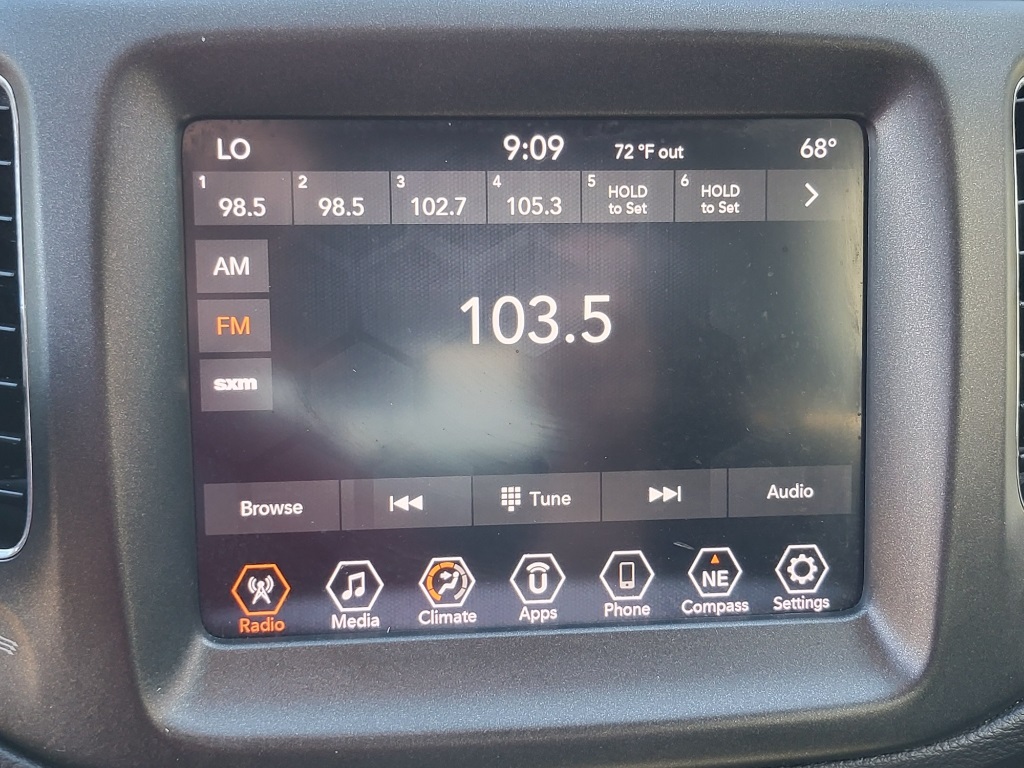 LO 9:09 72 °F out 68°
1 2 3 4 5 HOLD 6 HOLD
98.5 98.5 102.7 105.3 to Set to Set
AM
103.5
FM
sxm
Browse Tune Audio
NE
Radio Media Climate Apps Phone Compass Settings